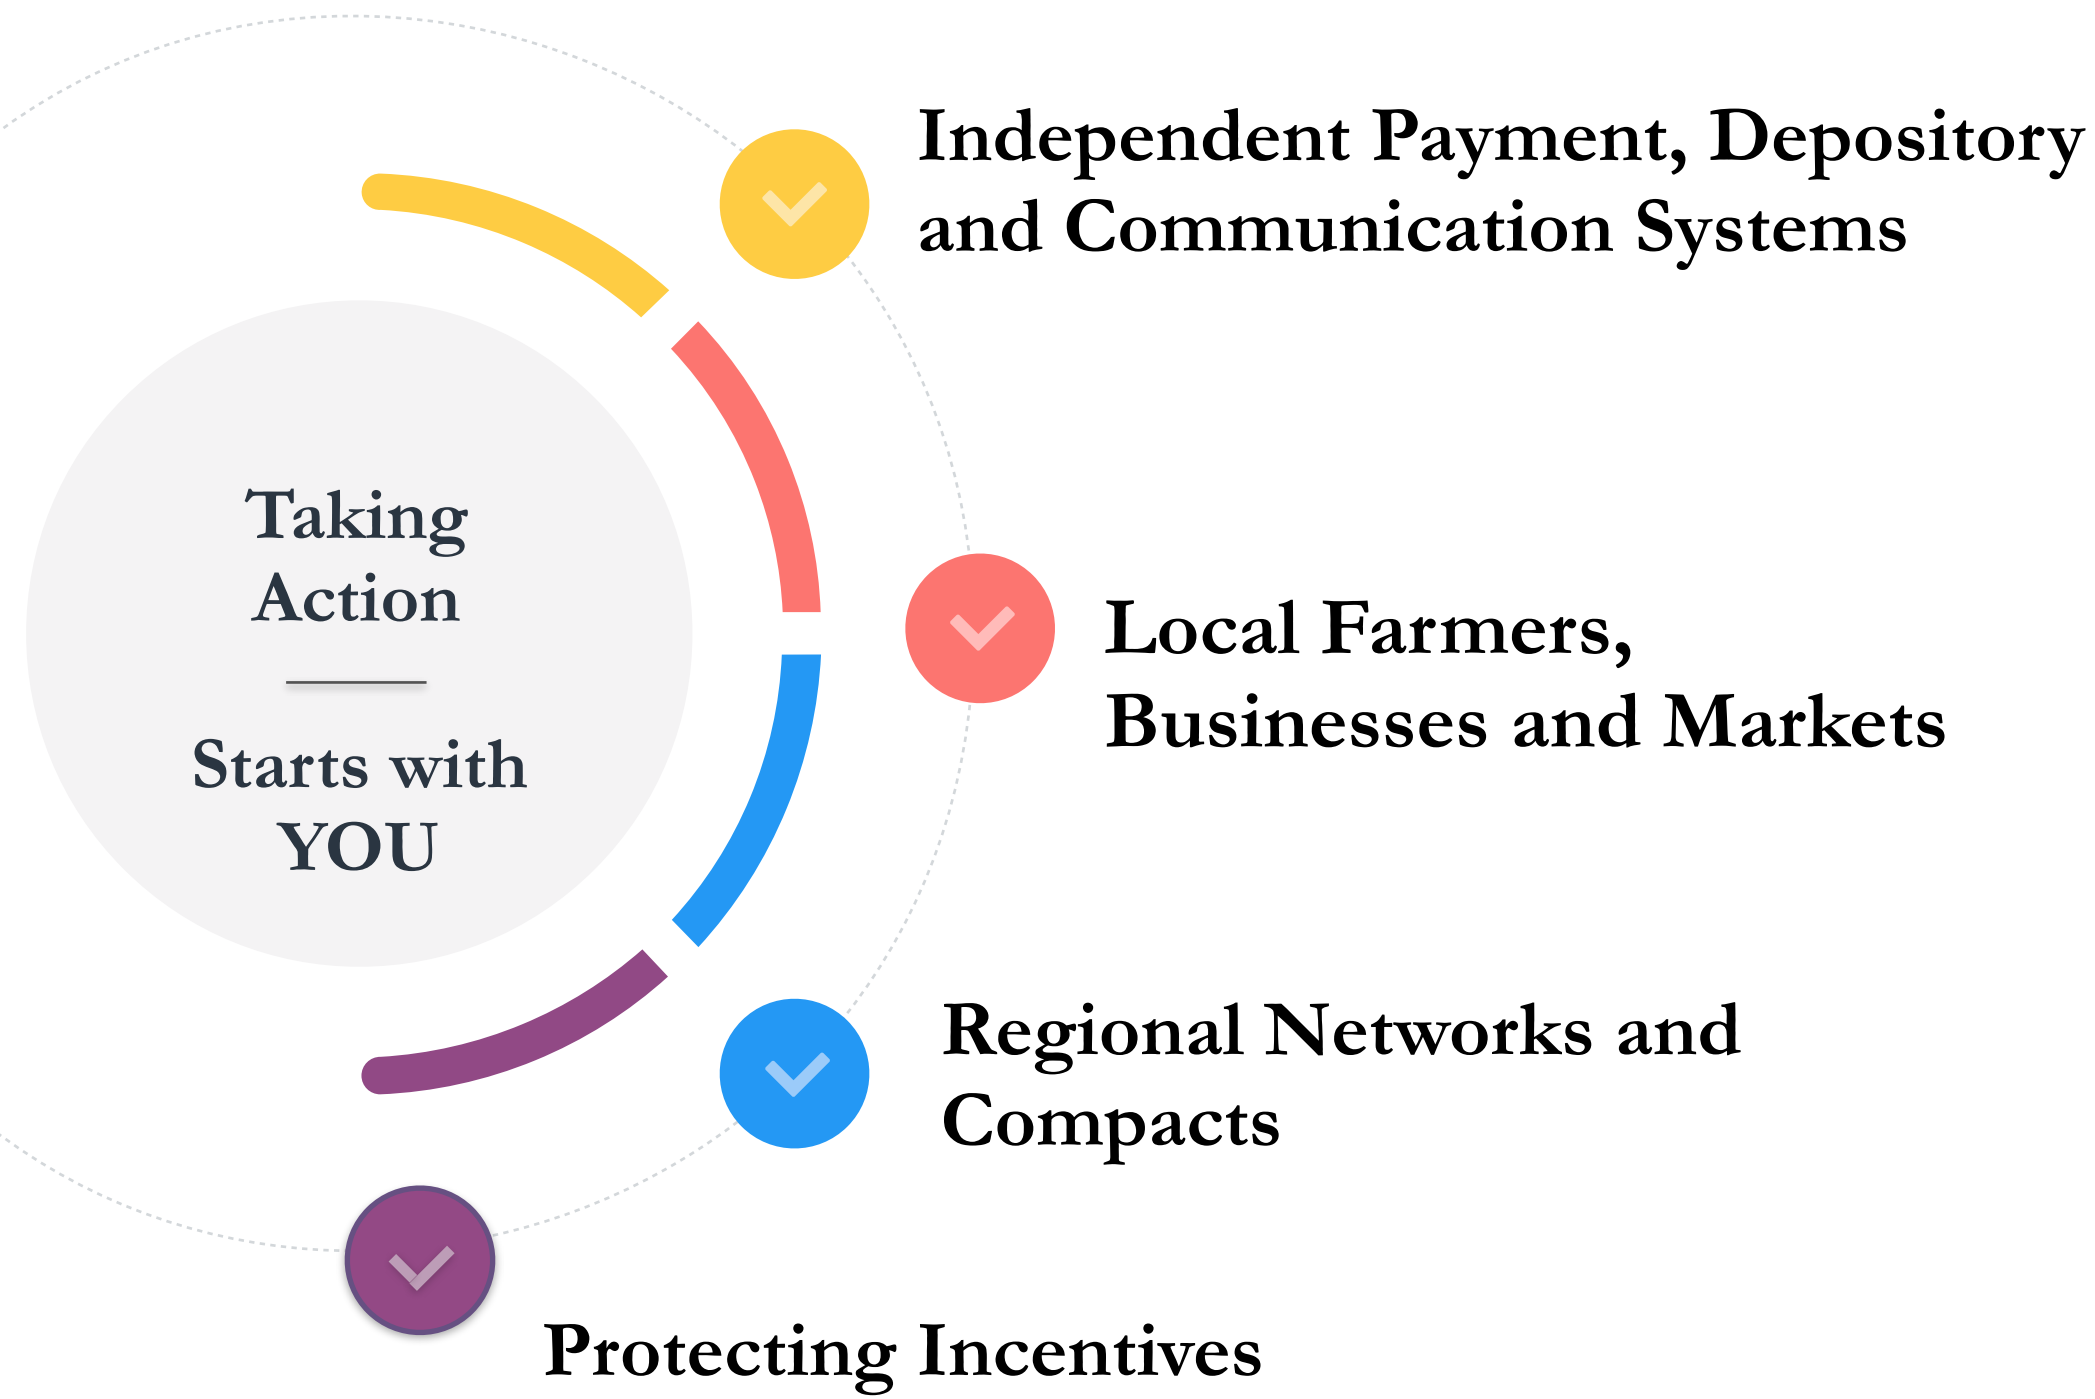 Taking
Action
Starts with
YOU
Independent Payment, Depository
and Communication Systems
Local Farmers,
Businesses and Markets
Regional Networks and
Compacts
Protecting Incentives